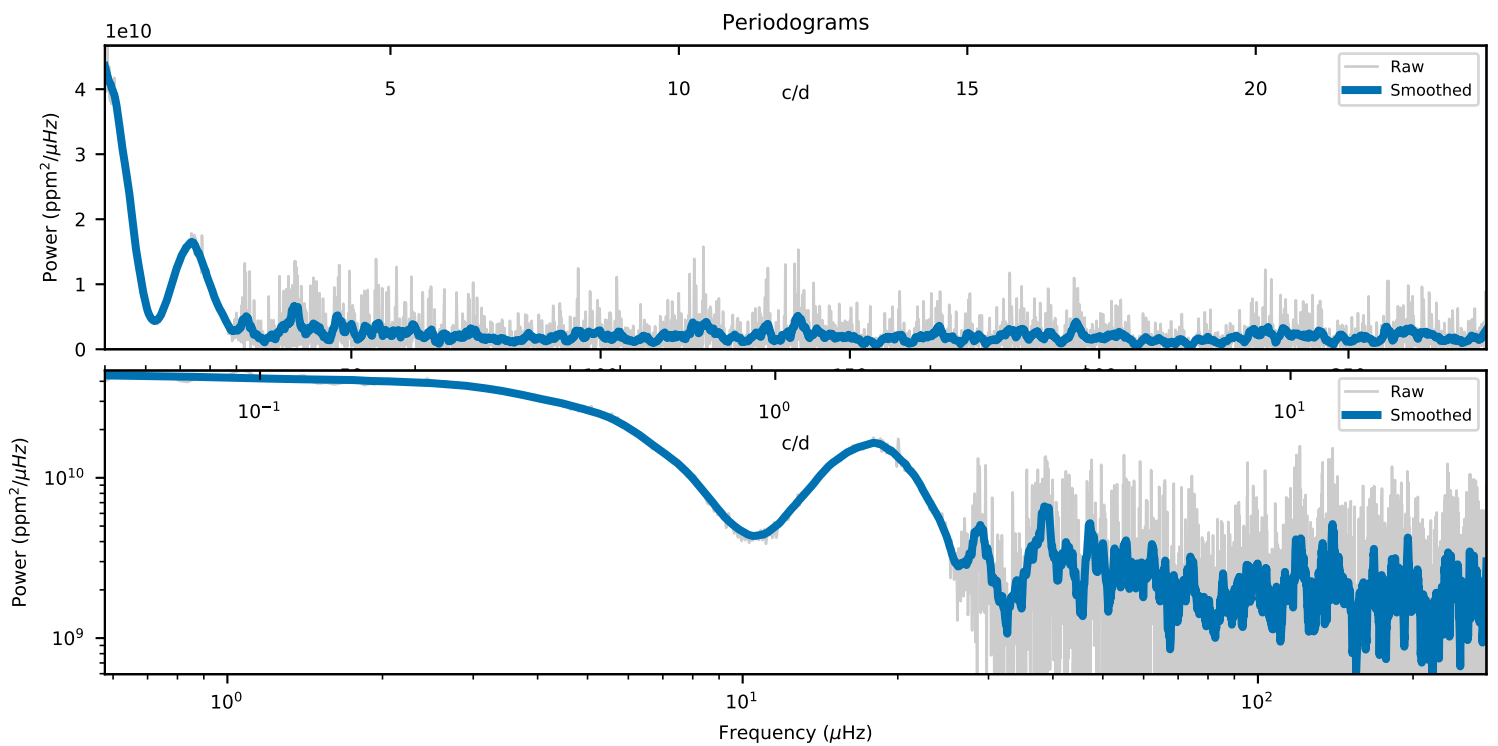 Periodograms
1e10
5 10 15 20
c/d
Raw
Smoothed
4
3
2
1
0
Power (ppm²/μHz)
10⁻¹ 10⁰ 10¹
c/d
Raw
Smoothed
10¹⁰
10⁹
Power (ppm²/μHz)
10⁰ 10¹ 10²
Frequency (μHz)